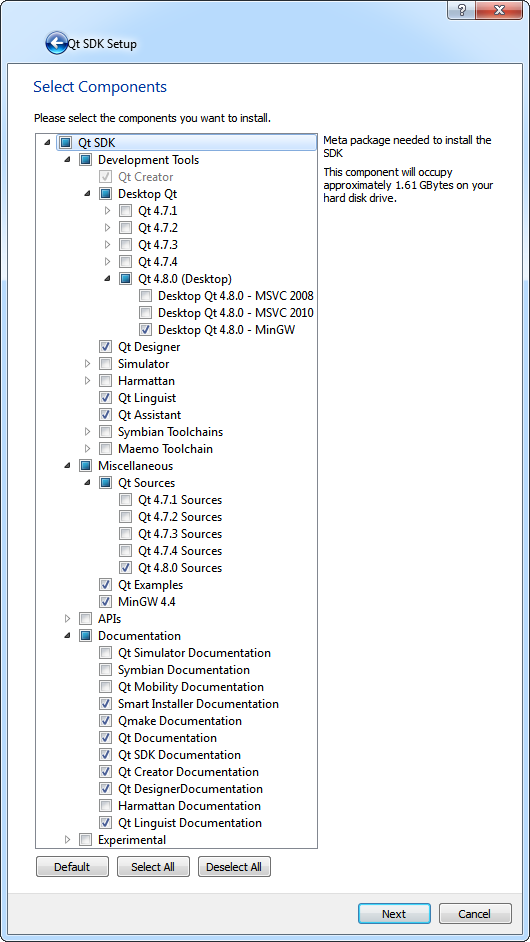 Qt SDK Setup
Select Components
Please select the components you want to install.
Qt SDK
Development Tools
Qt Creator
Desktop Qt
Qt 4.7.1
Qt 4.7.2
Qt 4.7.3
Qt 4.7.4
Qt 4.8.0 (Desktop)
Desktop Qt 4.8.0 - MSVC 2008
Desktop Qt 4.8.0 - MSVC 2010
Desktop Qt 4.8.0 - MinGW
Qt Designer
Simulator
Harmattan
Qt Linguist
Qt Assistant
Symbian Toolchains
Maemo Toolchain
Miscellaneous
Qt Sources
Qt 4.7.1 Sources
Qt 4.7.2 Sources
Qt 4.7.3 Sources
Qt 4.7.4 Sources
Qt 4.8.0 Sources
Qt Examples
MinGW 4.4
APIs
Documentation
Qt Simulator Documentation
Symbian Documentation
Qt Mobility Documentation
Smart Installer Documentation
Qmake Documentation
Qt Documentation
Qt SDK Documentation
Qt Creator Documentation
Qt DesignerDocumentation
Harmattan Documentation
Qt Linguist Documentation
Experimental
Meta package needed to install the
SDK
This component will occupy
approximately 1.61 GBytes on your
hard disk drive.
Default
Select All
Deselect All
Next
Cancel